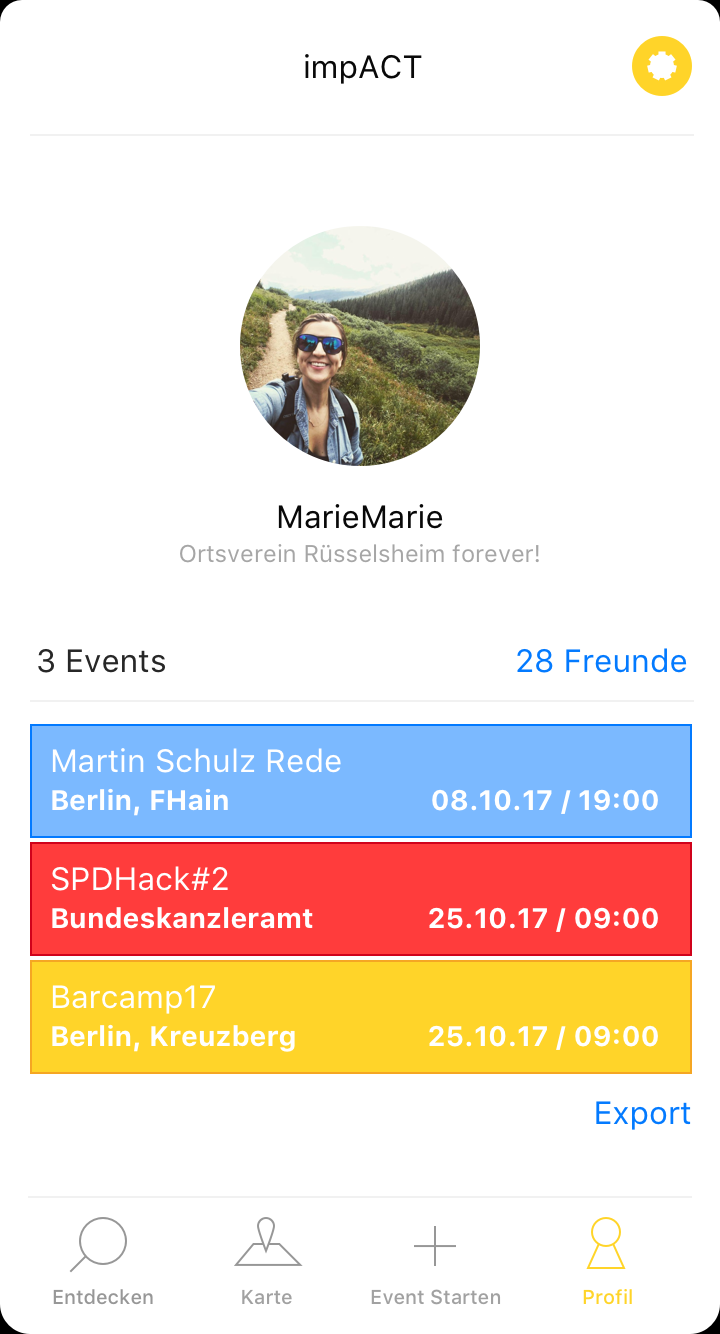 impACT
MarieMarie
Ortsverein Rüsselsheim forever!
3 Events 28 Freunde
Martin Schulz Rede
Berlin, FHain 08.10.17 / 19:00
SPDHack#2
Bundeskanzleramt 25.10.17 / 09:00
Barcamp17
Berlin, Kreuzberg 25.10.17 / 09:00
Export
Entdecken Karte Event Starten Profil